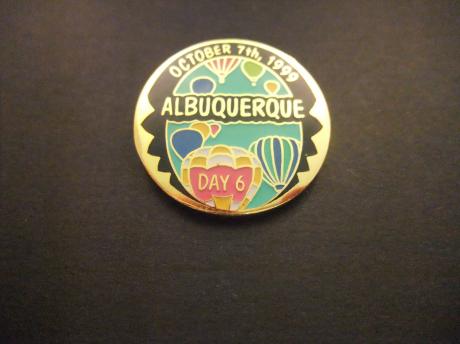 OCTOBER 7th, 1999
ALBUQUERQUE
DAY 6